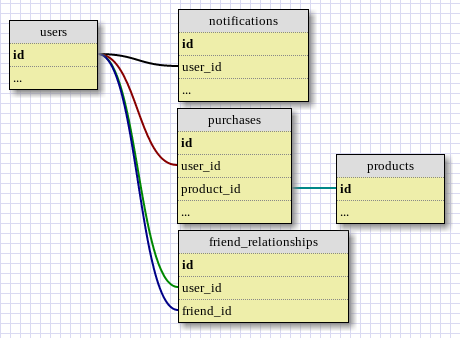 users
id
...
notifications
id
user_id
...
purchases
id
user_id
product_id
...
products
id
...
friend_relationships
id
user_id
friend_id